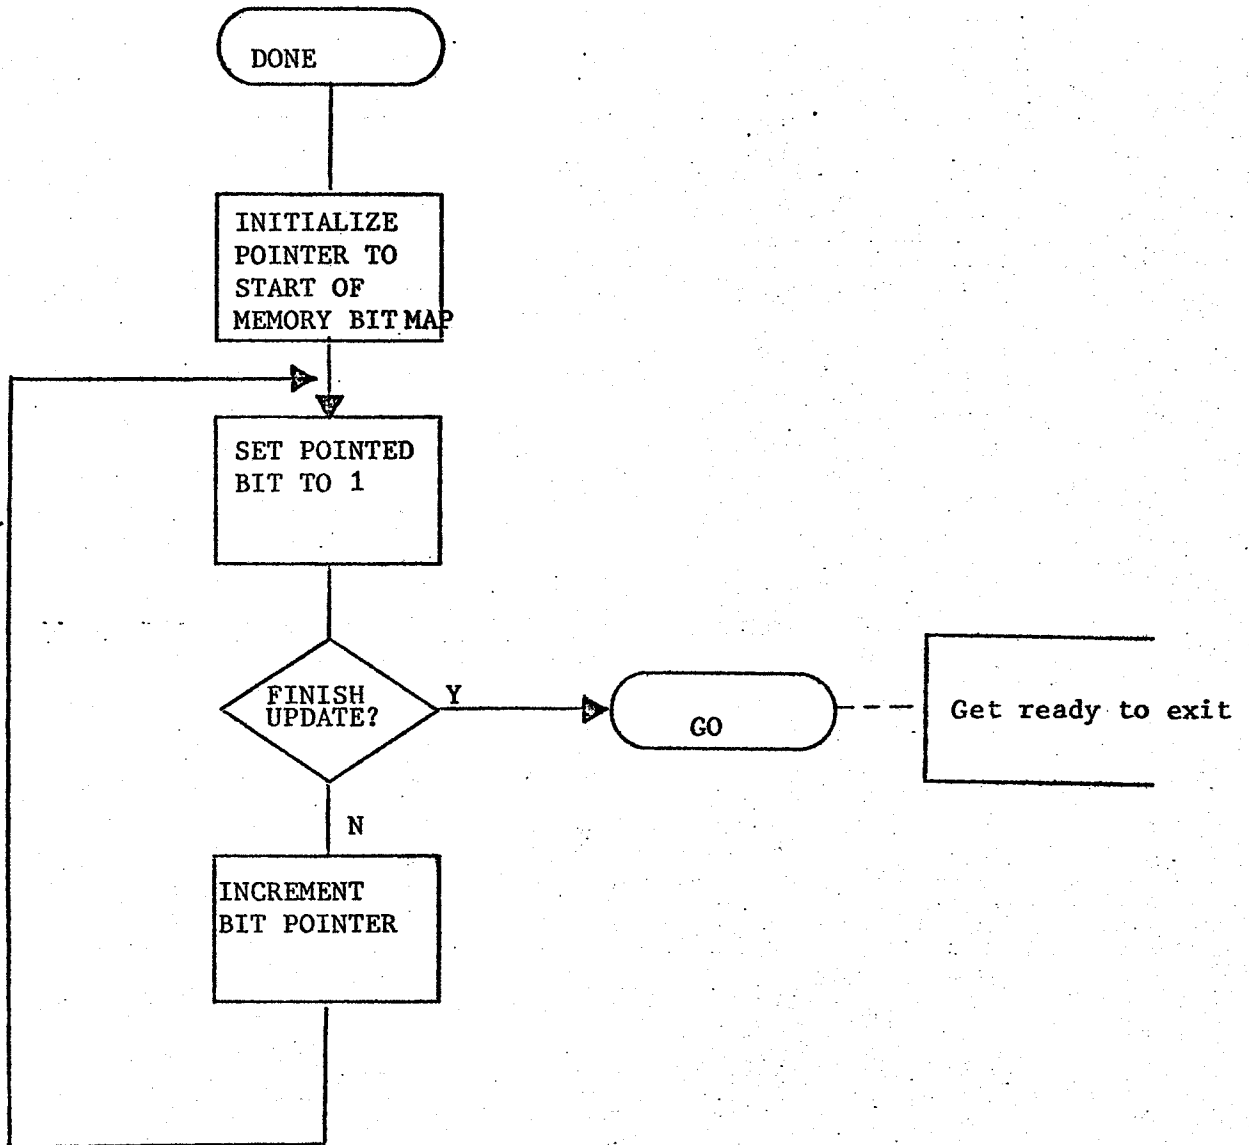 DONE
INITIALIZE
POINTER TO
START OF
MEMORY BIT MAP
SET POINTED
BIT TO 1
FINISH
UPDATE?
Y
GO
Get ready to exit
N
INCREMENT
BIT POINTER